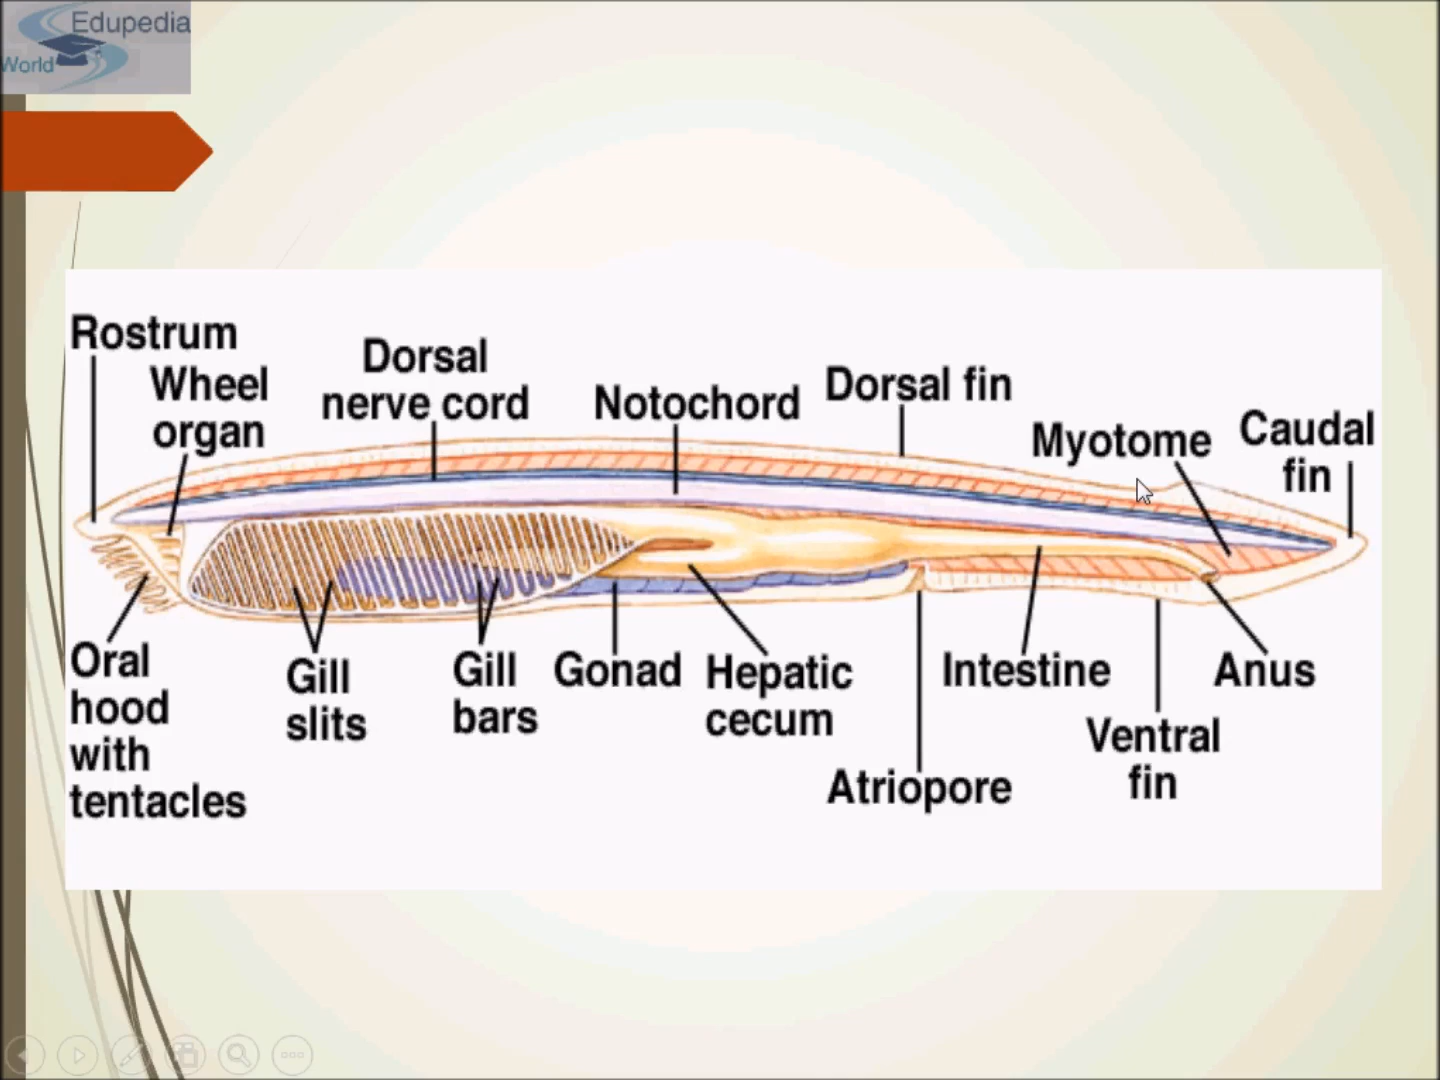 Edupedia
World
Rostrum
Wheel
organ
Dorsal
nerve cord
Notochord
Dorsal fin
Myotome
Caudal
fin
Oral
hood
with
tentacles
Gill
slits
Gill
bars
Gonad
Hepatic
cecum
Atriopore
Intestine
Ventral
fin
Anus